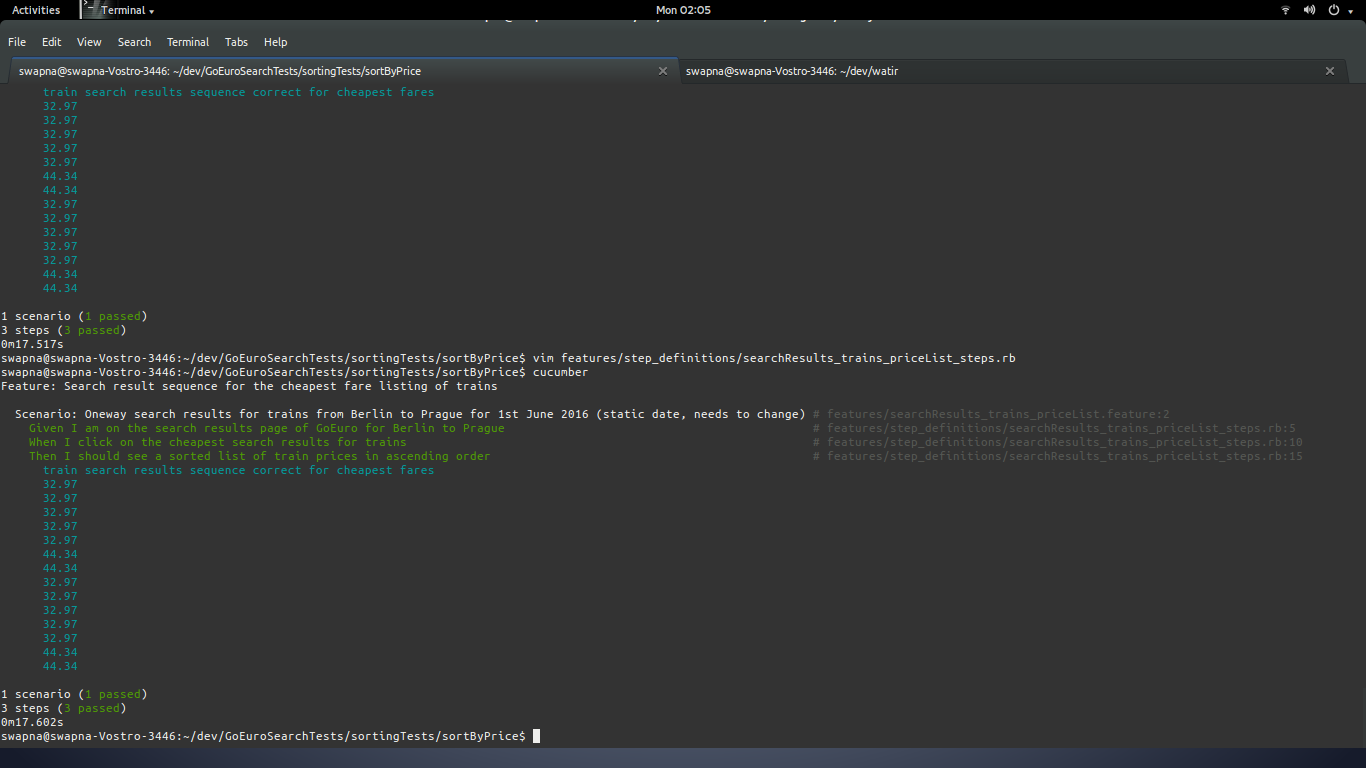 Activities Terminal Mon 02:05
File Edit View Search Terminal Tabs Help
swapna@swapna-Vostro-3446: ~/dev/GoEuroSearchTests/sortingTests/sortByPrice swapna@swapna-Vostro-3446: ~/dev/watir
train search results sequence correct for cheapest fares
32.97
32.97
32.97
32.97
32.97
44.34
44.34
32.97
32.97
32.97
32.97
32.97
44.34
44.34
1 scenario (1 passed)
3 steps (3 passed)
0m17.517s
swapna@swapna-Vostro-3446:~/dev/GoEuroSearchTests/sortingTests/sortByPrice$ vim features/step_definitions/searchResults_trains_priceList_steps.rb
swapna@swapna-Vostro-3446:~/dev/GoEuroSearchTests/sortingTests/sortByPrice$ cucumber
Feature: Search result sequence for the cheapest fare listing of trains
Scenario: Oneway search results for trains from Berlin to Prague for 1st June 2016 (static date, needs to change) # features/searchResults_trains_priceList.feature:2
Given I am on the search results page of GoEuro for Berlin to Prague # features/step_definitions/searchResults_trains_priceList_steps.rb:5
When I click on the cheapest search results for trains # features/step_definitions/searchResults_trains_priceList_steps.rb:10
Then I should see a sorted list of train prices in ascending order # features/step_definitions/searchResults_trains_priceList_steps.rb:15
train search results sequence correct for cheapest fares
32.97
32.97
32.97
32.97
32.97
44.34
44.34
32.97
32.97
32.97
32.97
32.97
44.34
44.34
1 scenario (1 passed)
3 steps (3 passed)
0m17.602s
swapna@swapna-Vostro-3446:~/dev/GoEuroSearchTests/sortingTests/sortByPrice$